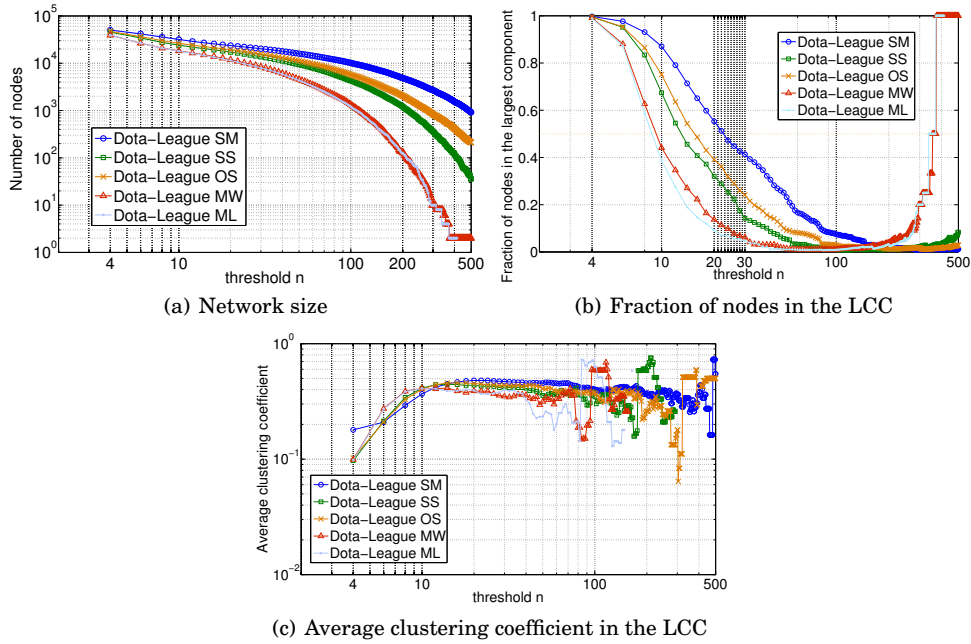 10^5
10^4
10^3
10^2
10^1
10^0
Number of nodes
Dota-League SM
Dota-League SS
Dota-League OS
Dota-League MW
Dota-League ML
4 10 100 200 500
threshold n
(a) Network size
1
0.8
0.6
0.4
0.2
0
Fraction of nodes in the largest component
Dota-League SM
Dota-League SS
Dota-League OS
Dota-League MW
Dota-League ML
4 10 20 30 100 500
threshold n
(b) Fraction of nodes in the LCC
10^0
10^-1
10^-2
Average clustering coefficient
Dota-League SM
Dota-League SS
Dota-League OS
Dota-League MW
Dota-League ML
4 10 100 500
threshold n
(c) Average clustering coefficient in the LCC